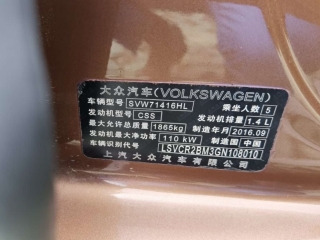 大众汽车(VOLKSWAGEN)
车辆型号 SVW71416HL 乘坐人数 5
发动机型号 CSS 发动机排量 1.4 L
最大允许总质量 1865kg 制造年月 2016.09
发动机最大净功率 110 kW 制造国 中国
车辆识别代号 LSVCR2BM3GN108010
上汽大众汽车有限公司